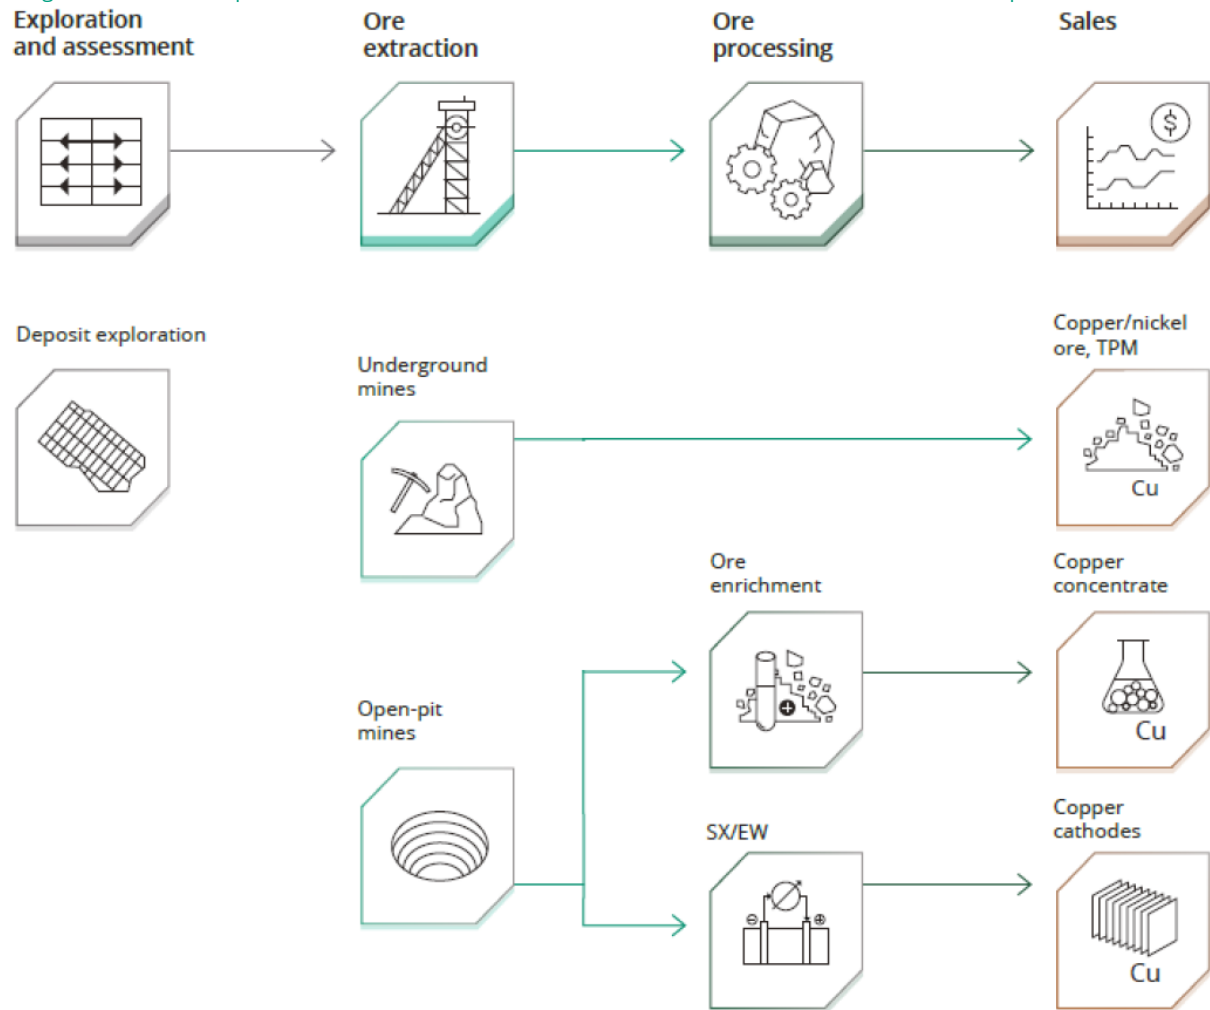 Exploration
and assessment
Ore
extraction
Ore
processing
Sales
$
Deposit exploration
Underground
mines
Copper/nickel
ore, TPM
Cu
Ore
enrichment
Copper
concentrate
Cu
Open-pit
mines
SX/EW
Copper
cathodes
Cu